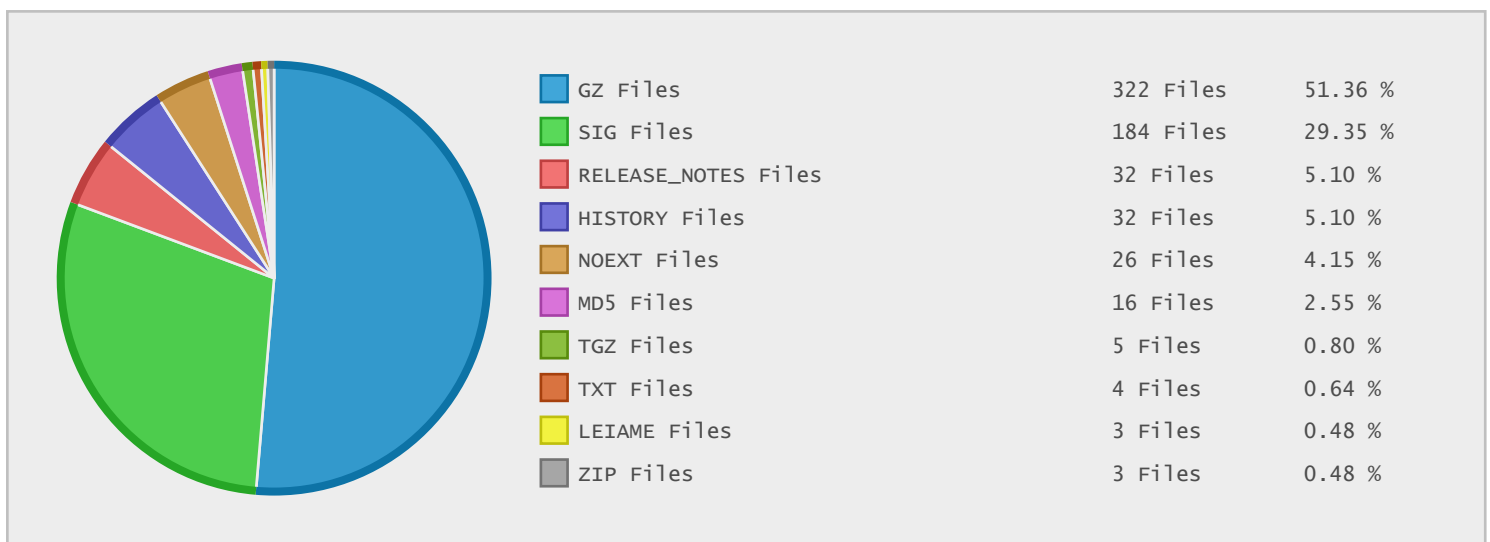 GZ Files 322 Files 51.36 %
SIG Files 184 Files 29.35 %
RELEASE_NOTES Files 32 Files 5.10 %
HISTORY Files 32 Files 5.10 %
NOEXT Files 26 Files 4.15 %
MD5 Files 16 Files 2.55 %
TGZ Files 5 Files 0.80 %
TXT Files 4 Files 0.64 %
LEIAME Files 3 Files 0.48 %
ZIP Files 3 Files 0.48 %